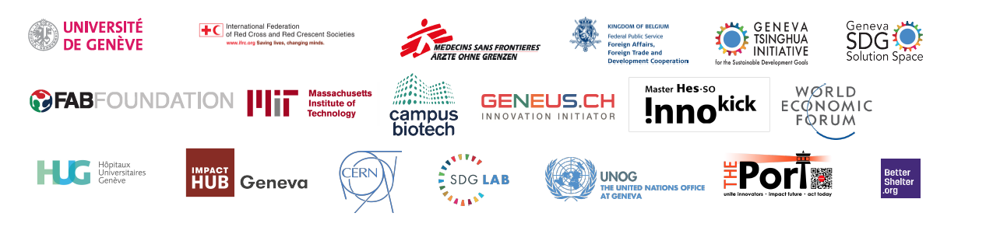 UNIVERSITÉ
DE GENÈVE
International Federation
of Red Cross and Red Crescent Societies
www.ifrc.org Saving lives, changing minds.
MEDECINS SANS FRONTIERES
ÄRZTE OHNE GRENZEN
KINGDOM OF BELGIUM
Federal Public Service
Foreign Affairs,
Foreign Trade and
Development Cooperation
GENEVA
TSINGHUA
INITIATIVE
for the Sustainable Development Goals
Geneva
SDG
Solution Space
FABFOUNDATION
MIT
Massachusetts
Institute of
Technology
campus
biotech
GENEUS.CH
INNOVATION INITIATOR
Master Hes·so
Innokick
WORLD
ECONOMIC
FORUM
HUG
Hôpitaux
Universitaires
Genève
IMPACT
HUB
Geneva
CERN
SDG LAB
UNOG
THE UNITED NATIONS OFFICE
AT GENEVA
THE PorT
unite innovators · impact future · act today
Better
Shelter
.org